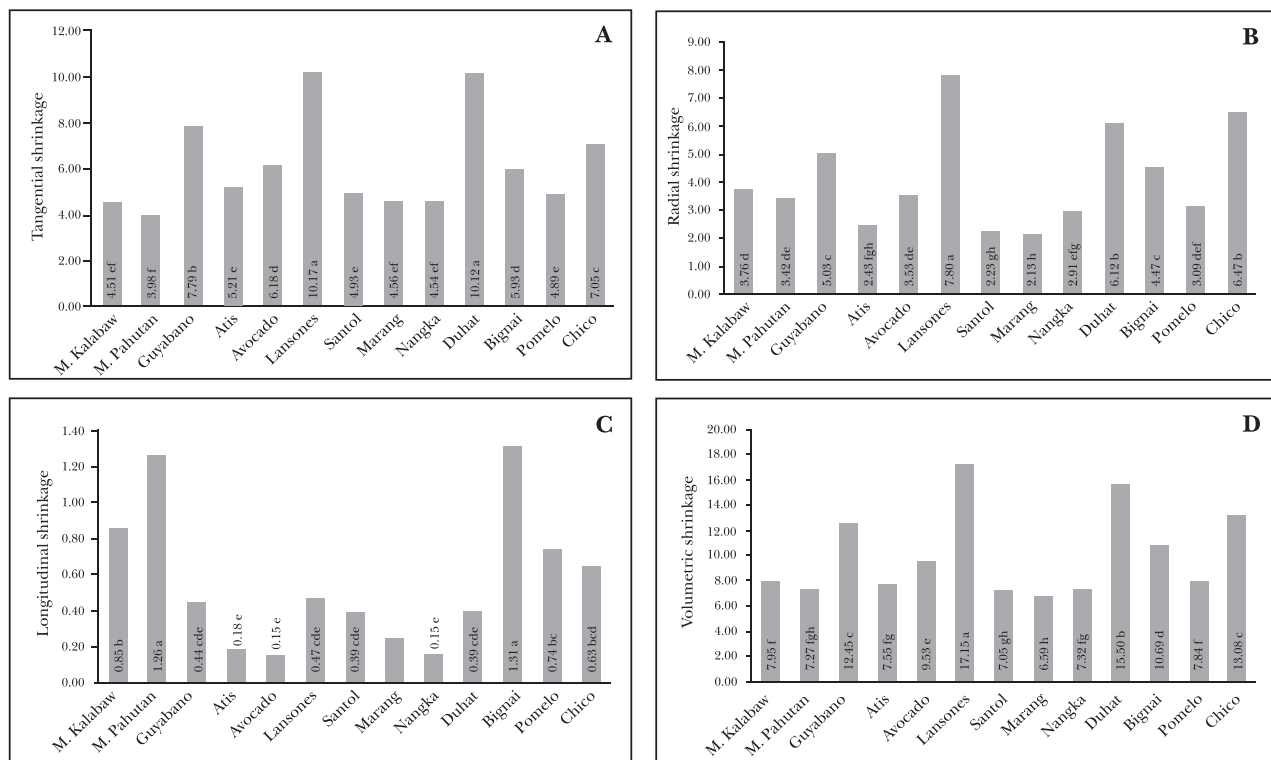 A
Tangential shrinkage
12.00
10.00
8.00
6.00
4.00
2.00
0.00
4.51 ef
3.98 f
7.79 b
5.21 e
6.18 d
10.17 a
4.93 e
4.56 ef
4.54 ef
10.12 a
5.93 d
4.89 e
7.05 c
M. Kalabaw
M. Pahutan
Guyabano
Atis
Avocado
Lansones
Santol
Marang
Nangka
Duhat
Bignai
Pomelo
Chico
B
Radial shrinkage
9.00
8.00
7.00
6.00
5.00
4.00
3.00
2.00
1.00
0.00
3.76 d
3.42 de
5.03 c
2.43 fgh
3.53 de
7.80 a
2.23 gh
2.13 h
2.91 efg
6.12 b
4.47 c
3.09 def
6.47 b
M. Kalabaw
M. Pahutan
Guyabano
Atis
Avocado
Lansones
Santol
Marang
Nangka
Duhat
Bignai
Pomelo
Chico
C
Longitudinal shrinkage
1.40
1.20
1.00
0.80
0.60
0.40
0.20
0.00
0.85 b
1.26 a
0.44 cde
0.18 e
0.15 e
0.47 cde
0.39 cde
0.15 e
0.39 cde
1.31 a
0.74 bc
0.63 bcd
M. Kalabaw
M. Pahutan
Guyabano
Atis
Avocado
Lansones
Santol
Marang
Nangka
Duhat
Bignai
Pomelo
Chico
D
Volumetric shrinkage
20.00
18.00
16.00
14.00
12.00
10.00
8.00
6.00
4.00
2.00
0.00
7.95 f
7.27 fgh
12.45 c
7.55 fg
9.53 e
17.15 a
7.05 gh
6.59 h
7.32 fg
15.50 b
10.69 d
7.84 f
13.08 c
M. Kalabaw
M. Pahutan
Guyabano
Atis
Avocado
Lansones
Santol
Marang
Nangka
Duhat
Bignai
Pomelo
Chico